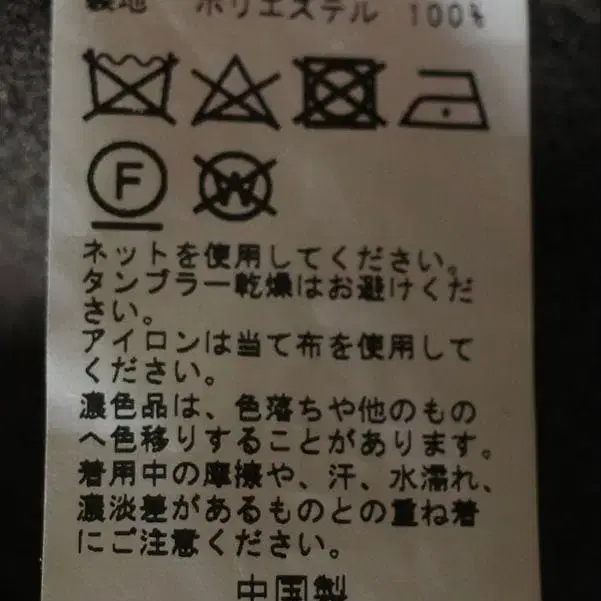 裏地 ポリエステル 100%
F W
ネットを使用してください。
タンブラー乾燥はお避けくだ
さい。
アイロンは当て布を使用して
ください。
濃色品は、色落ちや他のもの
へ色移りすることがあります。
着用中の摩擦や、汗、水濡れ、
濃淡差があるものとの重ね着
にご注意ください。
中国製